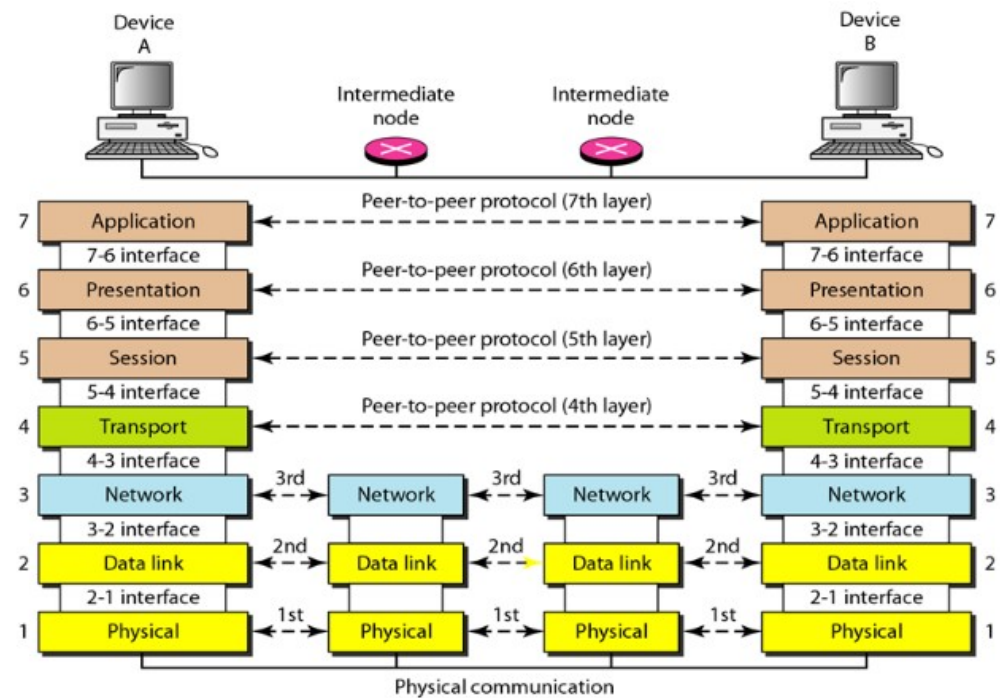 Device
A
Device
B
Intermediate
node
Intermediate
node
Peer-to-peer protocol (7th layer)
7 Application Application 7
7-6 interface 7-6 interface
Peer-to-peer protocol (6th layer)
6 Presentation Presentation 6
6-5 interface 6-5 interface
Peer-to-peer protocol (5th layer)
5 Session Session 5
5-4 interface 5-4 interface
Peer-to-peer protocol (4th layer)
4 Transport Transport 4
4-3 interface 4-3 interface
3rd 3rd 3rd
3 Network Network Network Network 3
3-2 interface 3-2 interface
2nd 2nd 2nd
2 Data link Data link Data link Data link 2
2-1 interface 2-1 interface
1st 1st 1st
1 Physical Physical Physical Physical 1
Physical communication